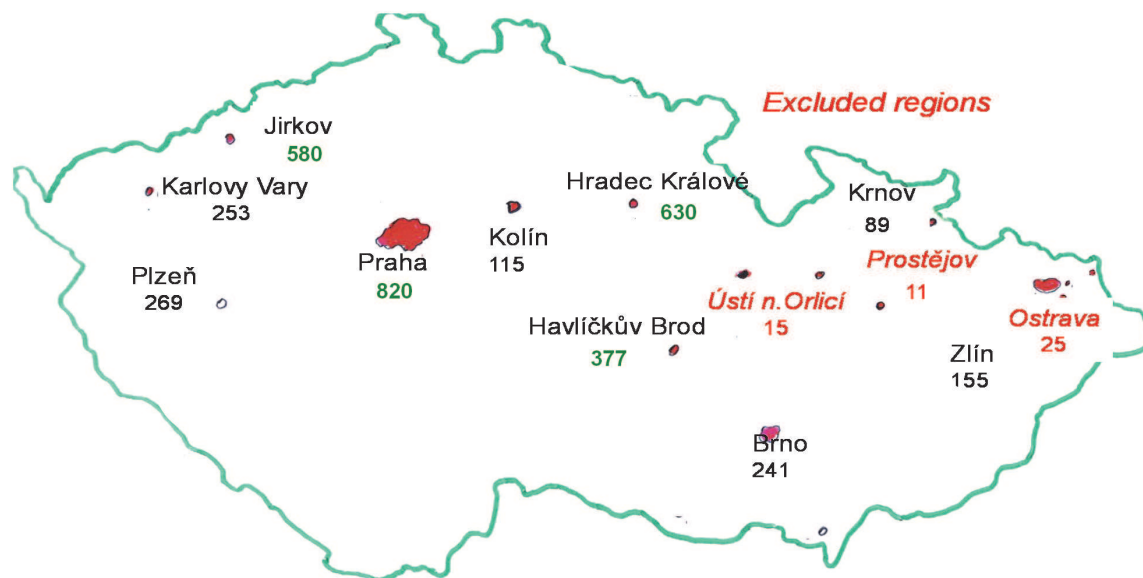 Excluded regions
Jirkov
580
Karlovy Vary
253
Hradec Králové
630
Krnov
89
Kolín
115
Praha
820
Plzeň
269
Prostějov
11
Ústí n.Orlicí
15
Ostrava
25
Havlíčkův Brod
377
Zlín
155
Brno
241